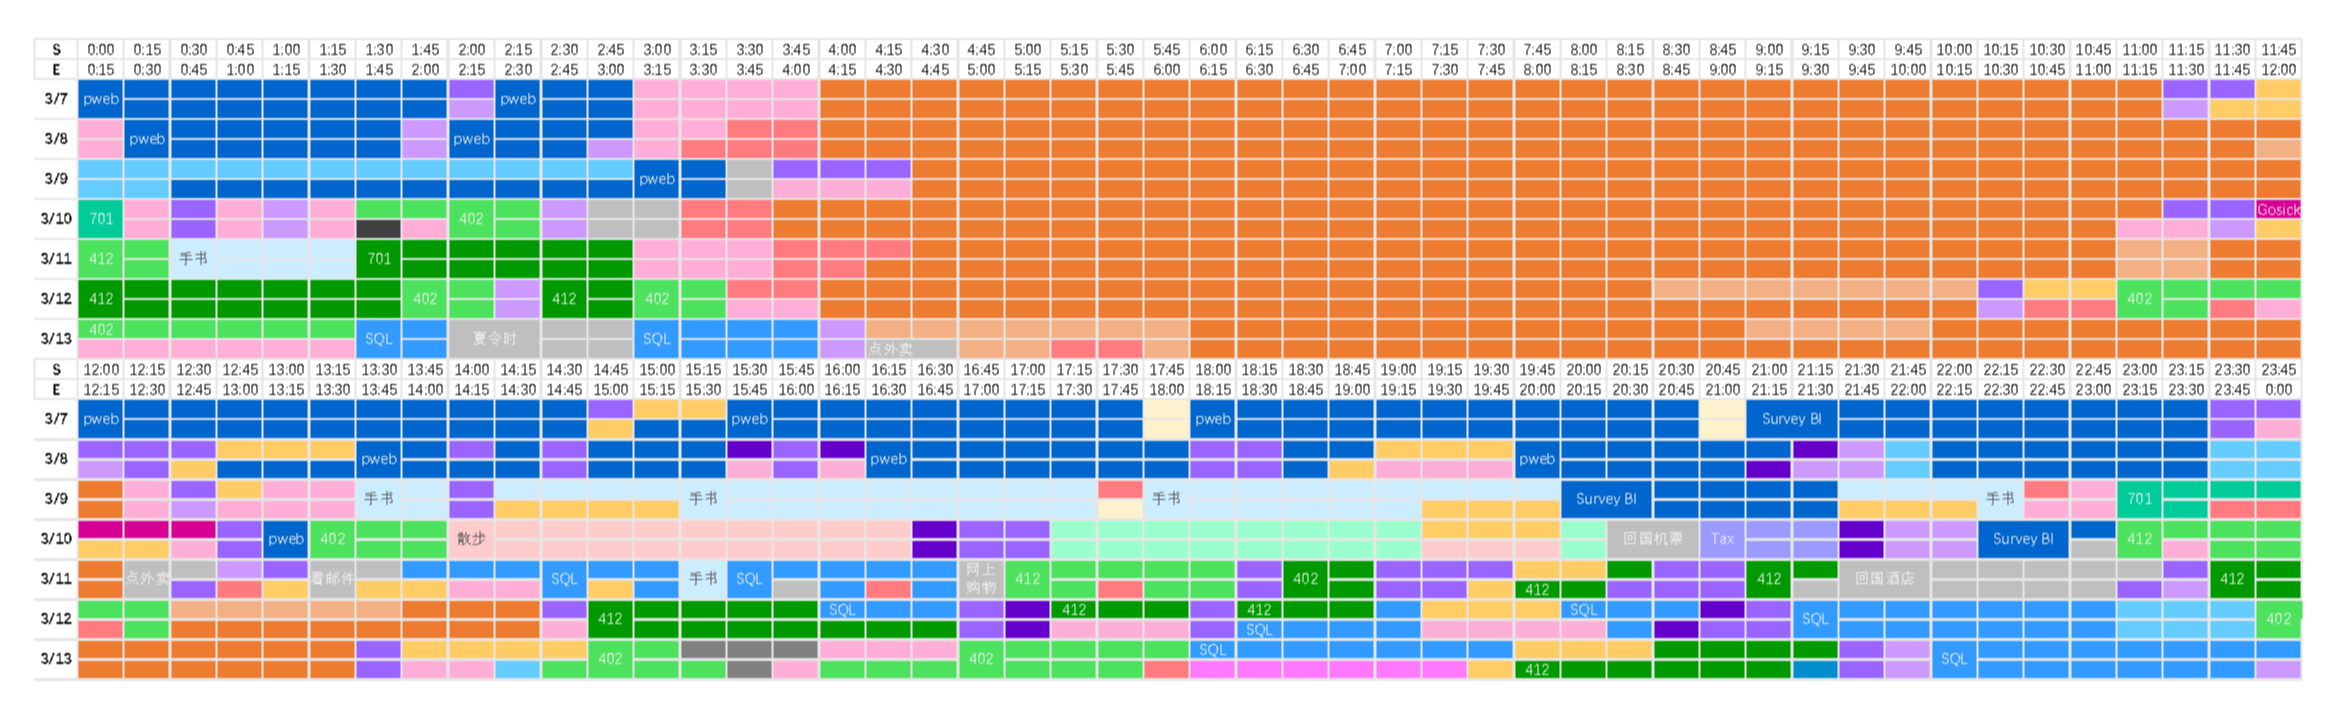 S 0:00 0:15 0:30 0:45 1:00 1:15 1:30 1:45 2:00 2:15 2:30 2:45 3:00 3:15 3:30 3:45 4:00 4:15 4:30 4:45 5:00 5:15 5:30 5:45 6:00 6:15 6:30 6:45 7:00 7:15 7:30 7:45 8:00 8:15 8:30 8:45 9:00 9:15 9:30 9:45 10:00 10:15 10:30 10:45 11:00 11:15 11:30 11:45
E 0:15 0:30 0:45 1:00 1:15 1:30 1:45 2:00 2:15 2:30 2:45 3:00 3:15 3:30 3:45 4:00 4:15 4:30 4:45 5:00 5:15 5:30 5:45 6:00 6:15 6:30 6:45 7:00 7:15 7:30 7:45 8:00 8:15 8:30 8:45 9:00 9:15 9:30 9:45 10:00 10:15 10:30 10:45 11:00 11:15 11:30 11:45 12:00
3/7 pweb pweb
3/8 pweb pweb
3/9 pweb
3/10 701 402 Gosick
3/11 412 手书 701
3/12 412 402 412 402 402
3/13 402 SQL 夏令时 SQL 点外卖
S 12:00 12:15 12:30 12:45 13:00 13:15 13:30 13:45 14:00 14:15 14:30 14:45 15:00 15:15 15:30 15:45 16:00 16:15 16:30 16:45 17:00 17:15 17:30 17:45 18:00 18:15 18:30 18:45 19:00 19:15 19:30 19:45 20:00 20:15 20:30 20:45 21:00 21:15 21:30 21:45 22:00 22:15 22:30 22:45 23:00 23:15 23:30 23:45
E 12:15 12:30 12:45 13:00 13:15 13:30 13:45 14:00 14:15 14:30 14:45 15:00 15:15 15:30 15:45 16:00 16:15 16:30 16:45 17:00 17:15 17:30 17:45 18:00 18:15 18:30 18:45 19:00 19:15 19:30 19:45 20:00 20:15 20:30 20:45 21:00 21:15 21:30 21:45 22:00 22:15 22:30 22:45 23:00 23:15 23:30 23:45 0:00
3/7 pweb pweb pweb Survey BI
3/8 pweb pweb pweb
3/9 手书 手书 手书 Survey BI 手书 701
3/10 pweb 402 散步 回国机票 Tax Survey BI 412
3/11 点外卖 看邮件 SQL 手书 SQL 网上购物 412 402 412 412 回国酒店 412
3/12 412 SQL 412 412 SQL SQL SQL 402
3/13 402 402 SQL 412 SQL